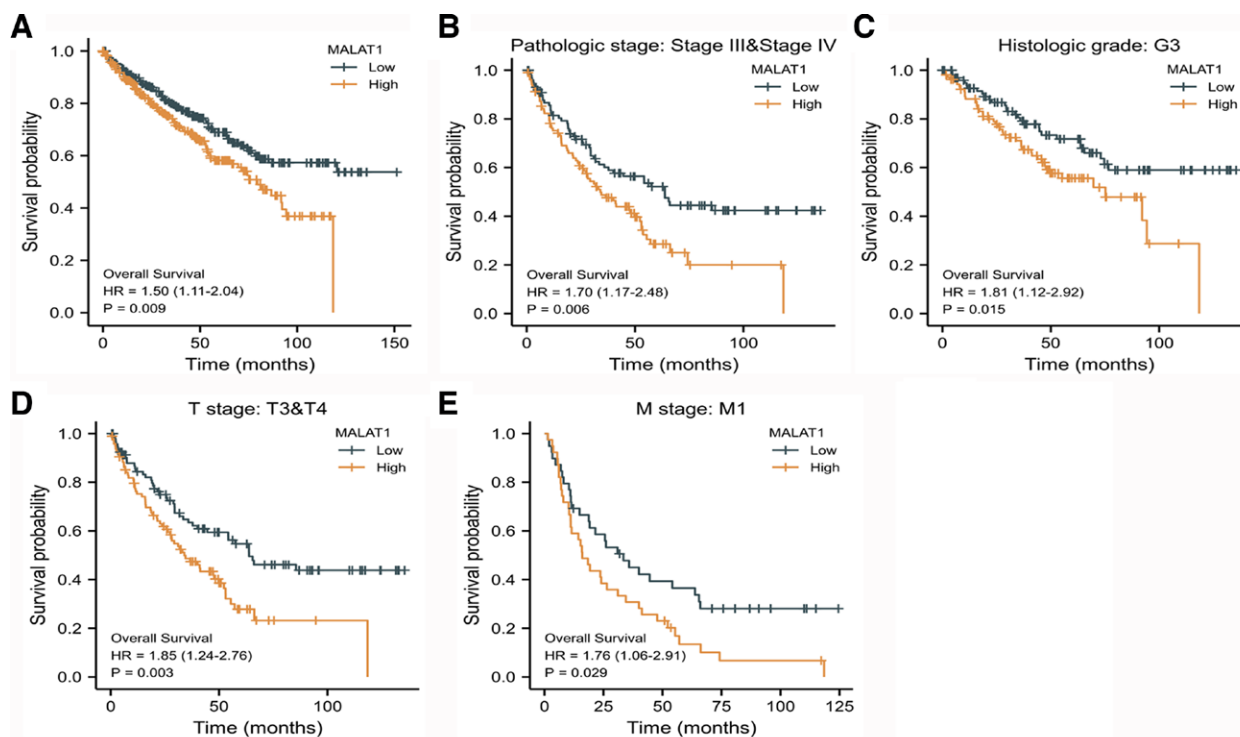 A
MALAT1
Low
High
1.0
0.8
0.6
0.4
0.2
0.0
Survival probability
Overall Survival
HR = 1.50 (1.11-2.04)
P = 0.009
0 50 100 150
Time (months)
B
Pathologic stage: Stage III&Stage IV
MALAT1
Low
High
1.0
0.8
0.6
0.4
0.2
0.0
Survival probability
Overall Survival
HR = 1.70 (1.17-2.48)
P = 0.006
0 50 100
Time (months)
C
Histologic grade: G3
MALAT1
Low
High
1.0
0.8
0.6
0.4
0.2
0.0
Survival probability
Overall Survival
HR = 1.81 (1.12-2.92)
P = 0.015
0 50 100
Time (months)
D
T stage: T3&T4
MALAT1
Low
High
1.0
0.8
0.6
0.4
0.2
0.0
Survival probability
Overall Survival
HR = 1.85 (1.24-2.76)
P = 0.003
0 50 100
Time (months)
E
M stage: M1
MALAT1
Low
High
1.0
0.8
0.6
0.4
0.2
0.0
Survival probability
Overall Survival
HR = 1.76 (1.06-2.91)
P = 0.029
0 25 50 75 100 125
Time (months)